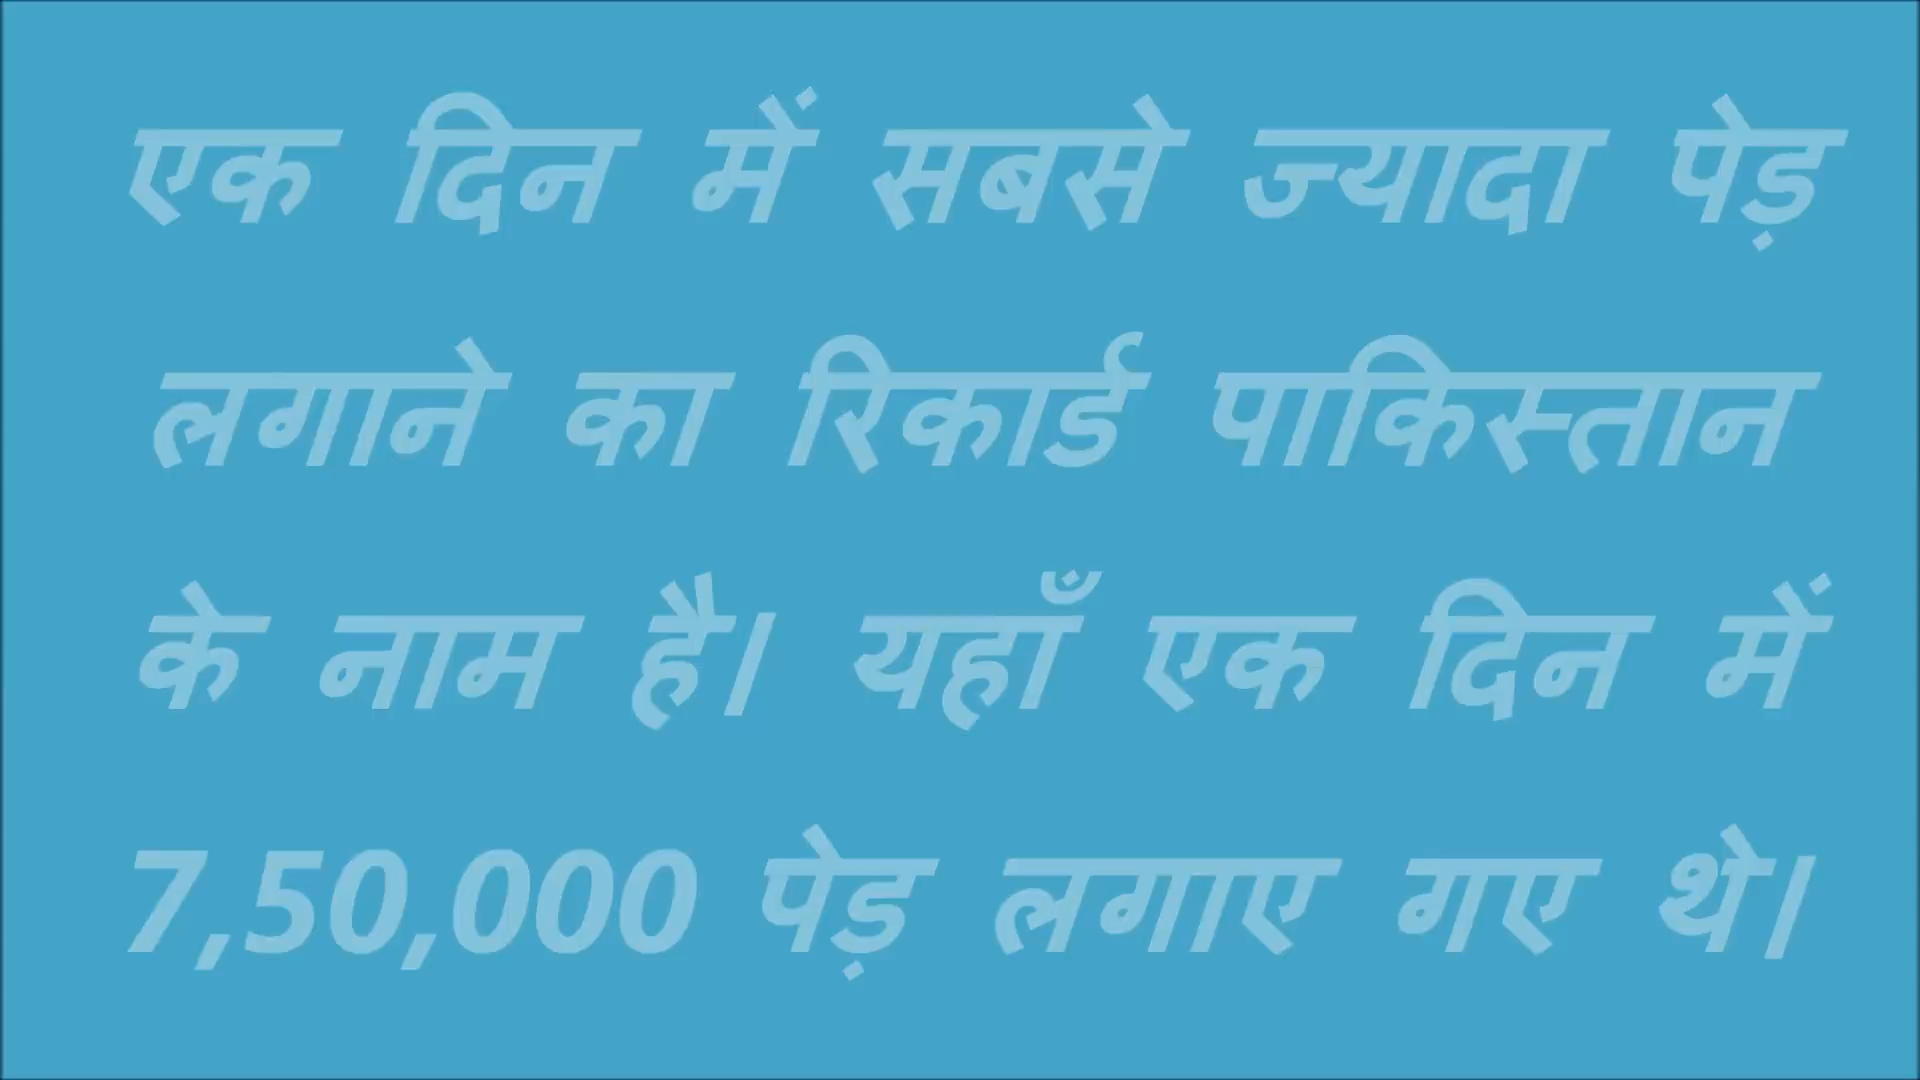 एक दिन में सबसे ज्यादा पेड़
लगाने का रिकार्ड पाकिस्तान
के नाम है। यहाँ एक दिन में
7,50,000 पेड़ लगाए गए थे।